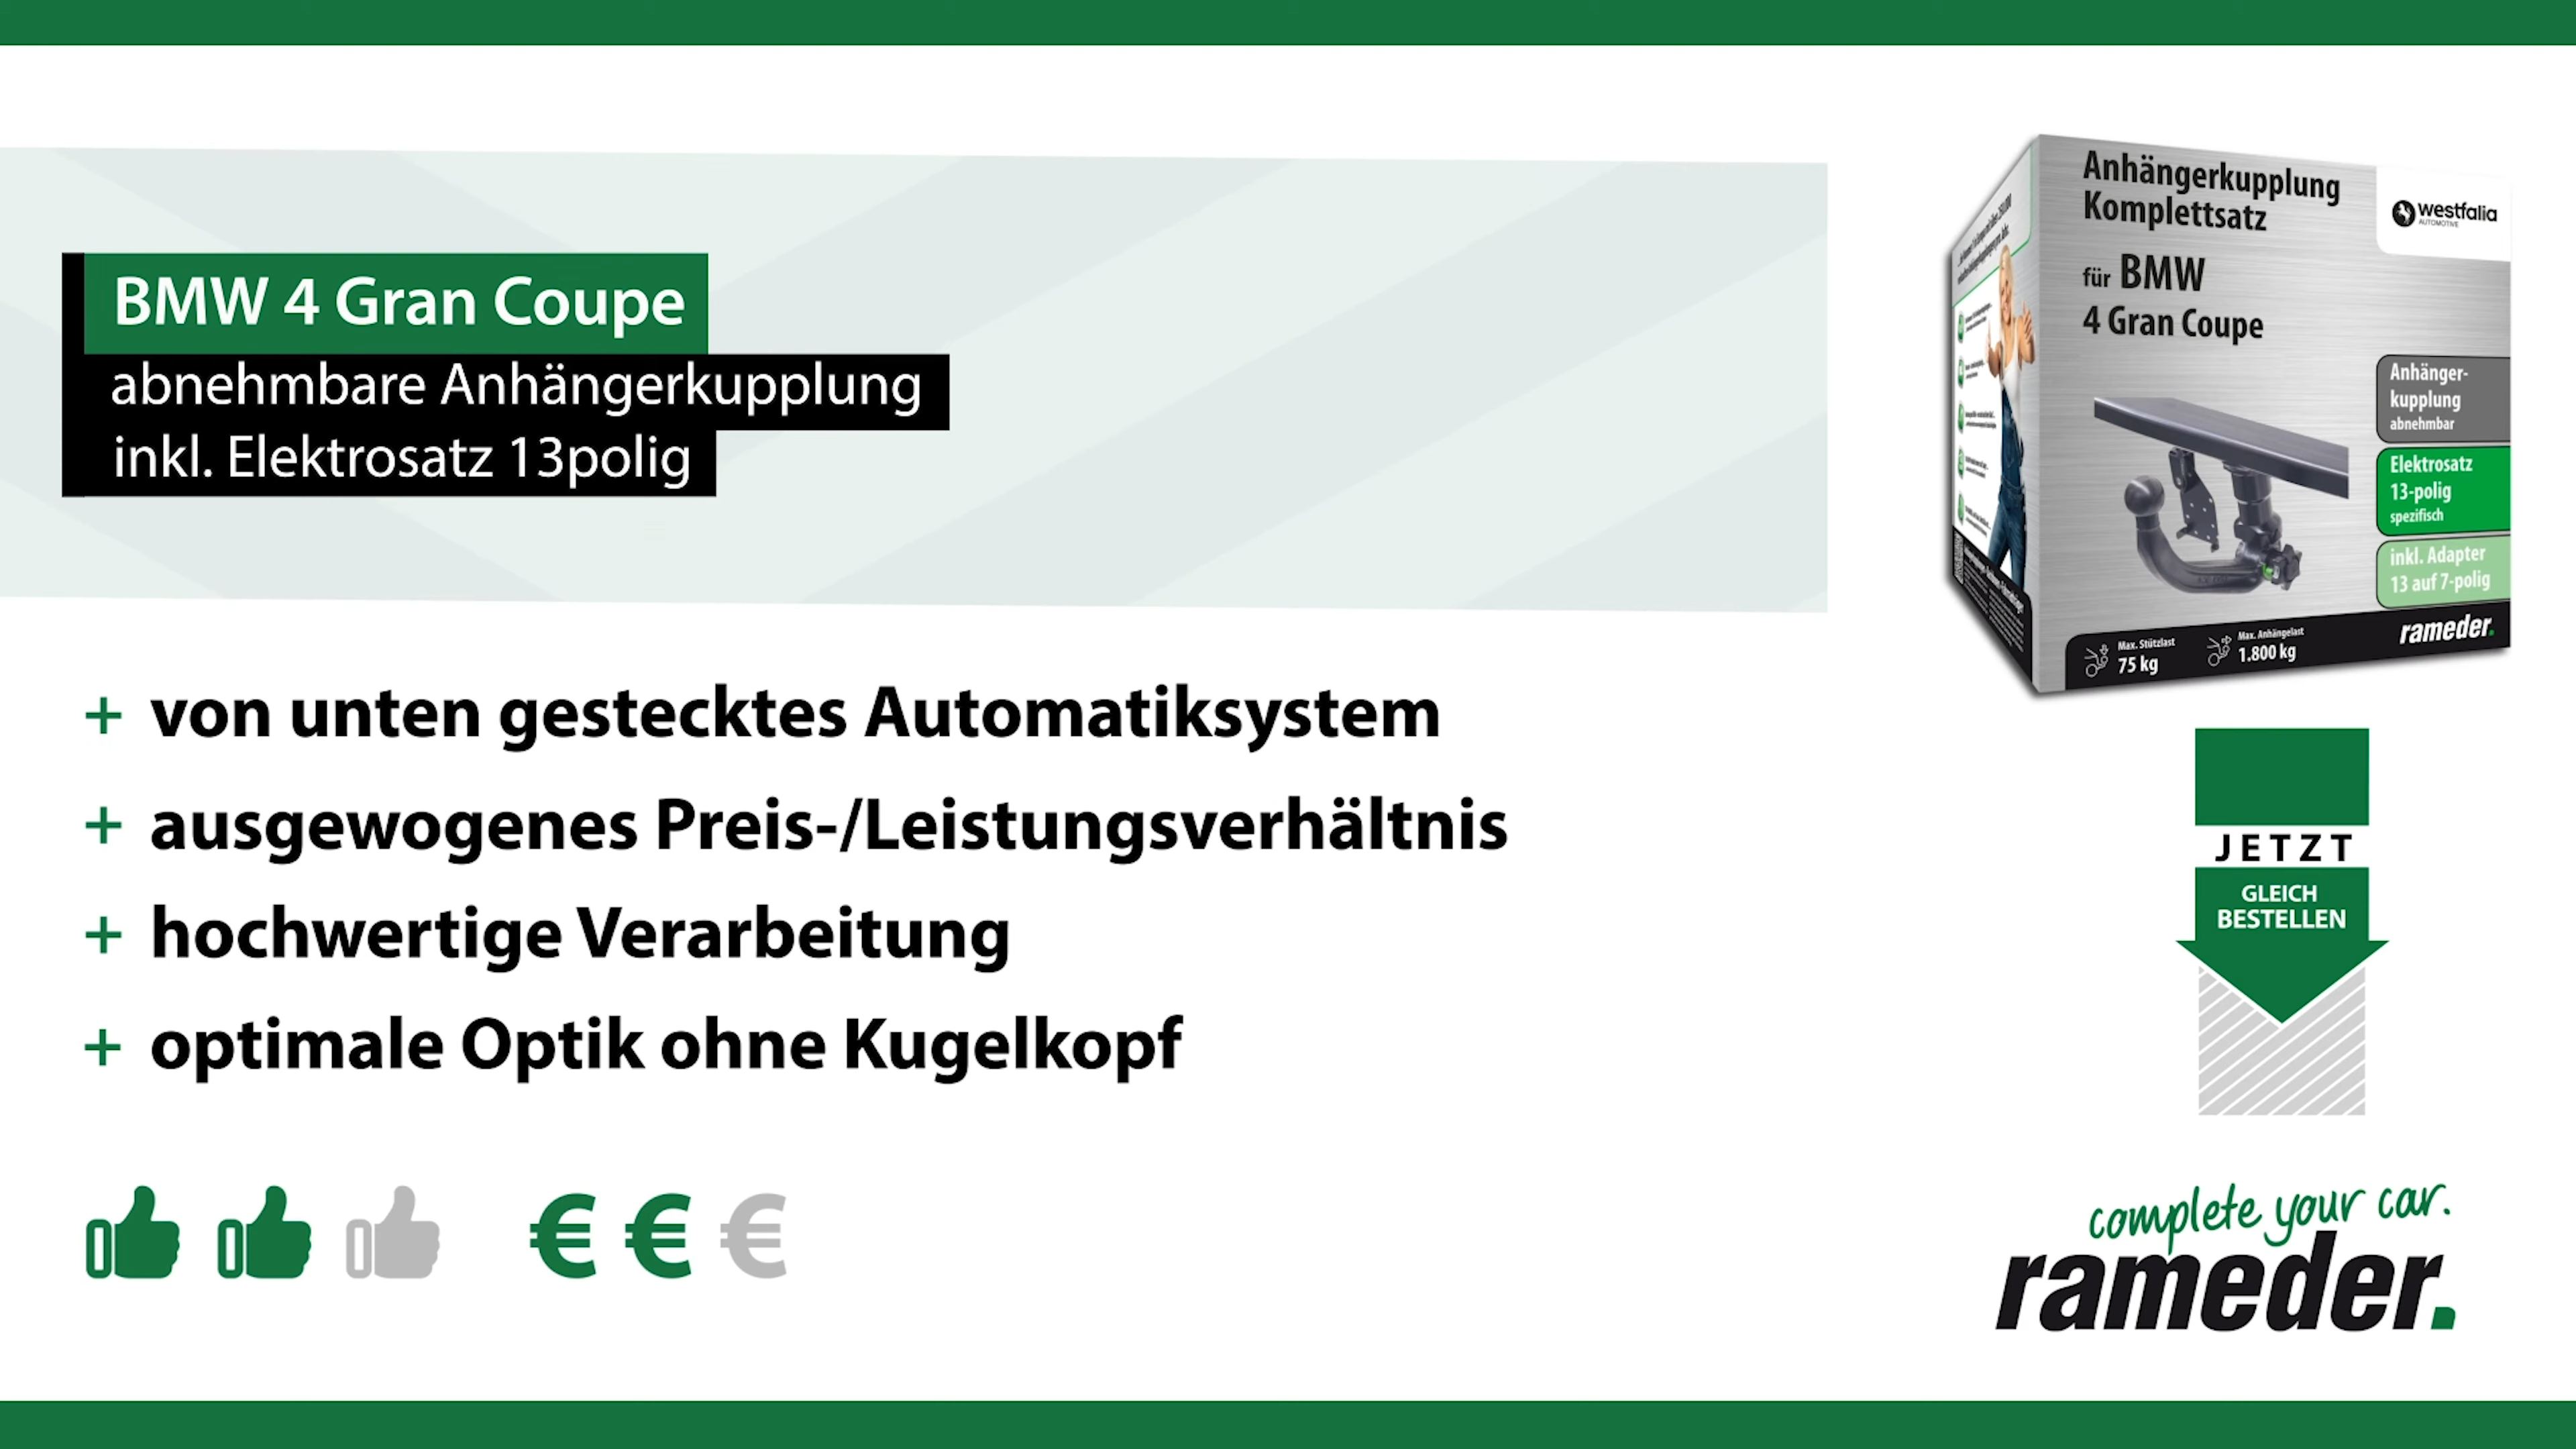 BMW 4 Gran Coupe
abnehmbare Anhängerkupplung
inkl. Elektrosatz 13polig
+ von unten gestecktes Automatiksystem
+ ausgewogenes Preis-/Leistungsverhältnis
+ hochwertige Verarbeitung
+ optimale Optik ohne Kugelkopf
€ € €
Anhängerkupplung
Komplettsatz
für BMW
4 Gran Coupe
westfalia
AUTOMOTIVE
Anhänger-
kupplung
abnehmbar
Elektrosatz
13-polig
spezifisch
inkl. Adapter
13 auf 7-polig
Max. Stützlast
75 kg
Max. Anhängelast
1.800 kg
rameder.
JETZT
GLEICH
BESTELLEN
complete your car.
rameder.